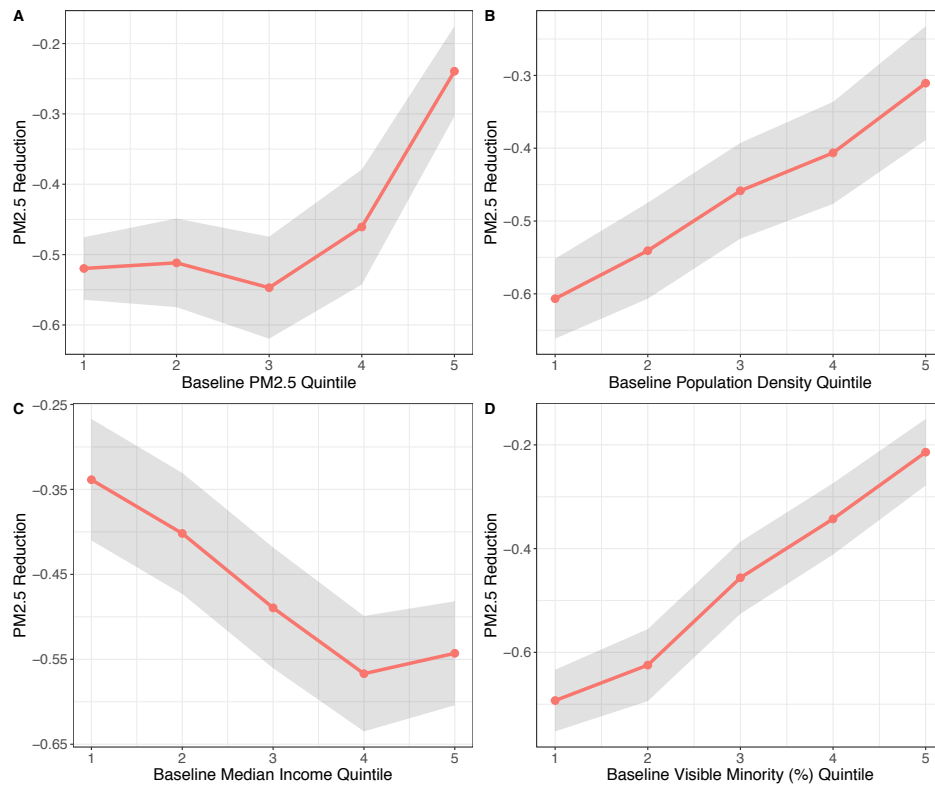 A
PM2.5 Reduction
−0.2
−0.3
−0.4
−0.5
−0.6
1 2 3 4 5
Baseline PM2.5 Quintile
B
PM2.5 Reduction
−0.3
−0.4
−0.5
−0.6
1 2 3 4 5
Baseline Population Density Quintile
C
PM2.5 Reduction
−0.25
−0.35
−0.45
−0.55
−0.65
1 2 3 4 5
Baseline Median Income Quintile
D
PM2.5 Reduction
−0.2
−0.4
−0.6
1 2 3 4 5
Baseline Visible Minority (%) Quintile